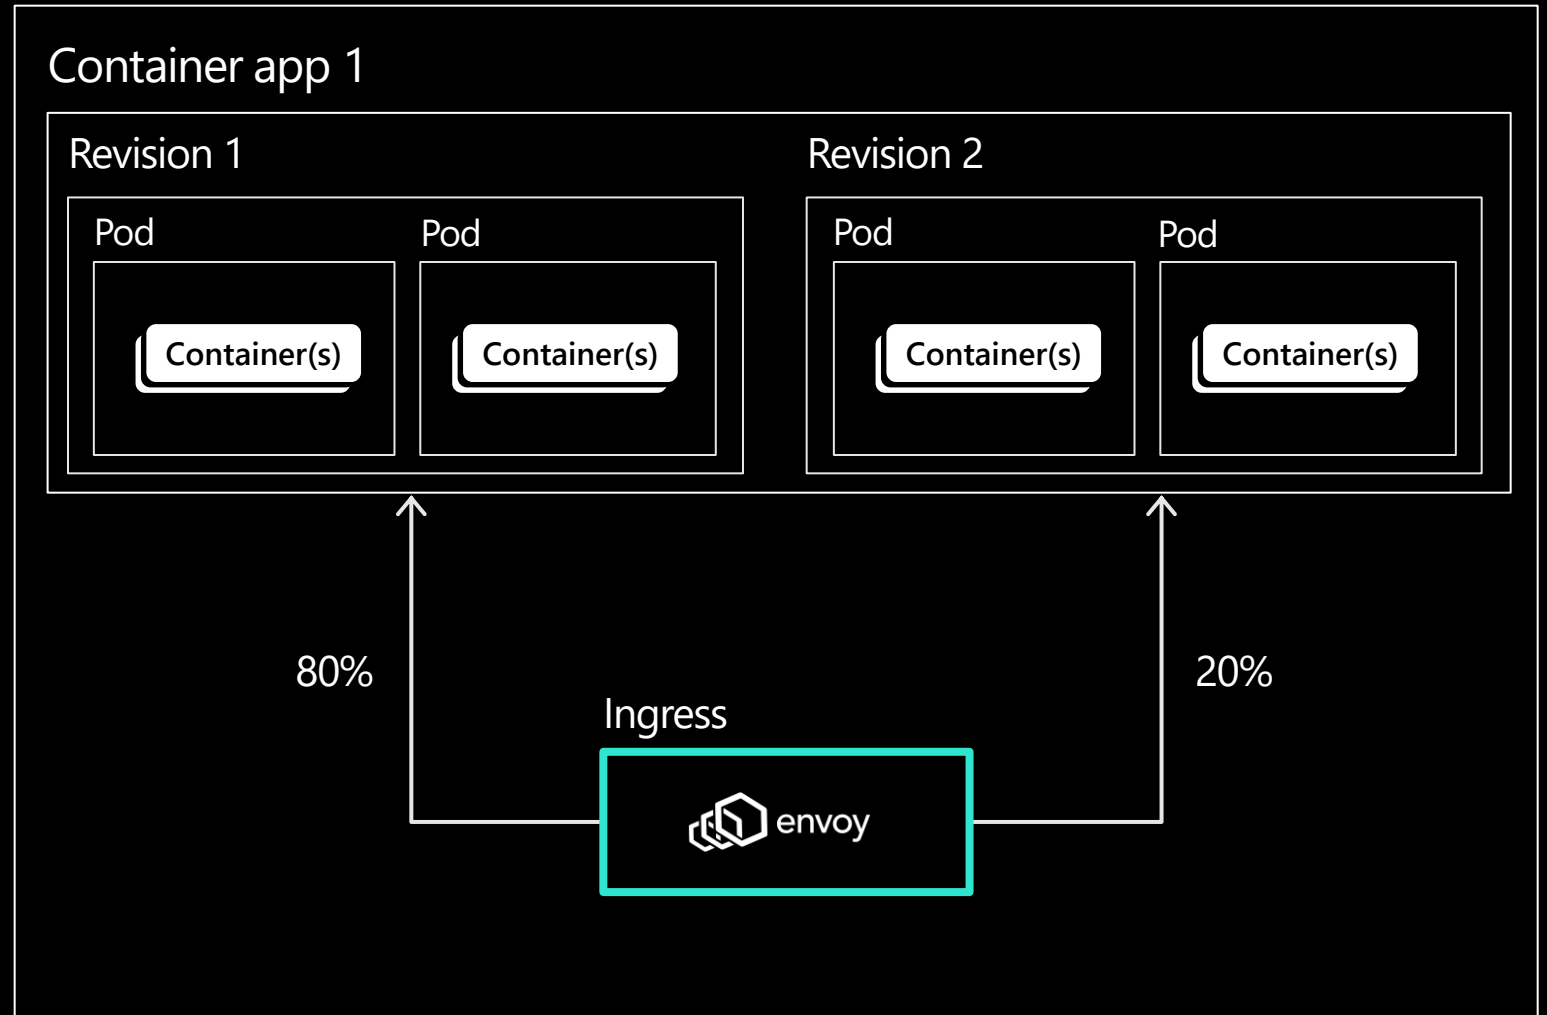 Container app 1
Revision 1
Revision 2
Pod
Pod
Pod
Pod
Container(s)
Container(s)
Container(s)
Container(s)
80%
20%
Ingress
envoy